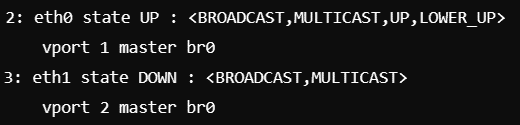 2: eth0 state UP : <BROADCAST,MULTICAST,UP,LOWER_UP>
vport 1 master br0
3: eth1 state DOWN : <BROADCAST,MULTICAST>
vport 2 master br0